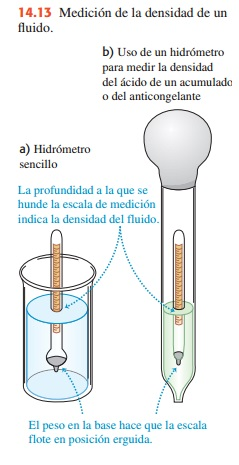 14.13 Medición de la densidad de un
fluido.
b) Uso de un hidrómetro
para medir la densidad
del ácido de un acumulado
o del anticongelante
a) Hidrómetro
sencillo
La profundidad a la que se
hunde la escala de medición
indica la densidad del fluido.
El peso en la base hace que la escala
flote en posición erguida.